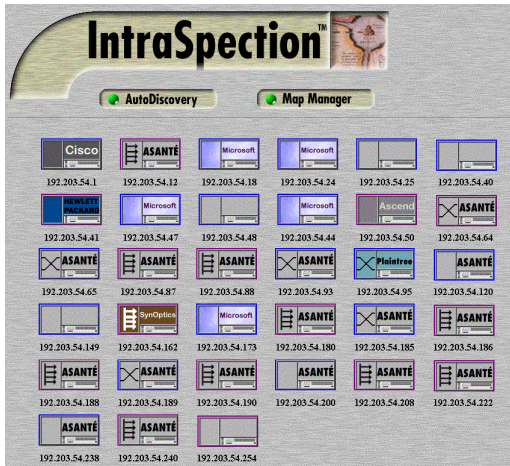 IntraSpection™
AutoDiscovery Map Manager
Cisco ASANTÉ Microsoft Microsoft
192.203.54.1 192.203.54.12 192.203.54.18 192.203.54.24 192.203.54.25 192.203.54.40
HEWLETT PACKARD Microsoft Microsoft Ascend ASANTÉ
192.203.54.41 192.203.54.47 192.203.54.48 192.203.54.44 192.203.54.50 192.203.54.64
ASANTÉ ASANTÉ ASANTÉ ASANTÉ Plaintree ASANTÉ
192.203.54.65 192.203.54.87 192.203.54.88 192.203.54.93 192.203.54.95 192.203.54.120
SynOptics Microsoft ASANTÉ ASANTÉ ASANTÉ
192.203.54.149 192.203.54.162 192.203.54.173 192.203.54.180 192.203.54.185 192.203.54.186
ASANTÉ ASANTÉ ASANTÉ ASANTÉ ASANTÉ ASANTÉ
192.203.54.188 192.203.54.189 192.203.54.190 192.203.54.200 192.203.54.208 192.203.54.222
ASANTÉ ASANTÉ
192.203.54.238 192.203.54.240 192.203.54.254